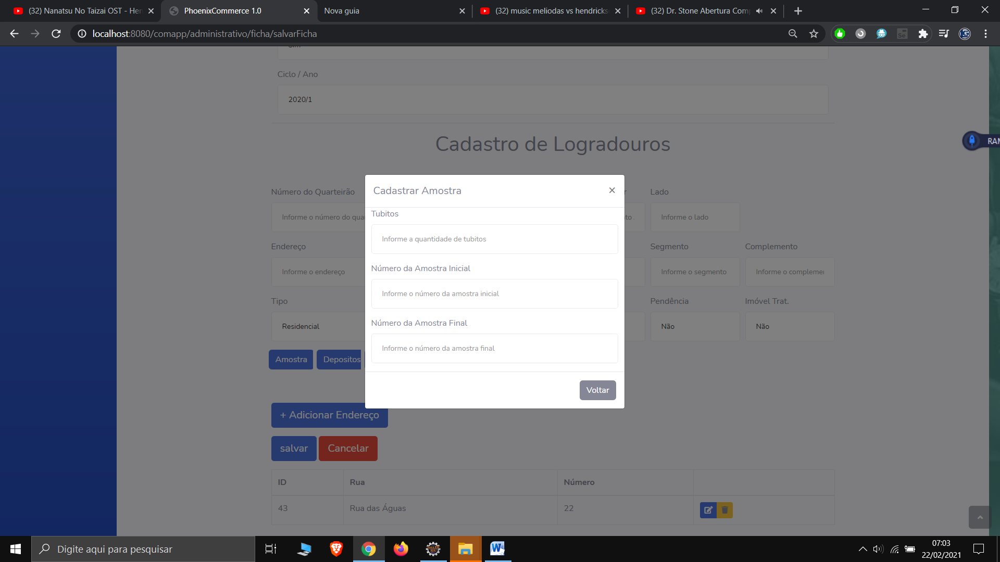 (32) Nanatsu No Taizai OST - Hen
PhoenixCommerce 1.0
Nova guia
(32) music meliodas vs hendricks
(32) Dr. Stone Abertura Com
localhost:8080/comapp/administrativo/ficha/salvarFicha
Ciclo / Ano
2020/1
RAM
Cadastro de Logradouros
Cadastrar Amostra
×
Número do Quarteirão
Lado
Informe o número do qua
Informe o lado
Tubitos
Informe a quantidade de tubitos
Endereço
Segmento
Complemento
Informe o endereço
Informe o segmento
Informe o complemen
Número da Amostra Inicial
Informe o número da amostra inicial
Tipo
Pendência
Imóvel Trat.
Residencial
Não
Não
Número da Amostra Final
Informe o número da amostra final
Amostra
Depositos
Voltar
+ Adicionar Endereço
salvar
Cancelar
ID
Rua
Número
43
Rua das Águas
22
Digite aqui para pesquisar
07:03
22/02/2021